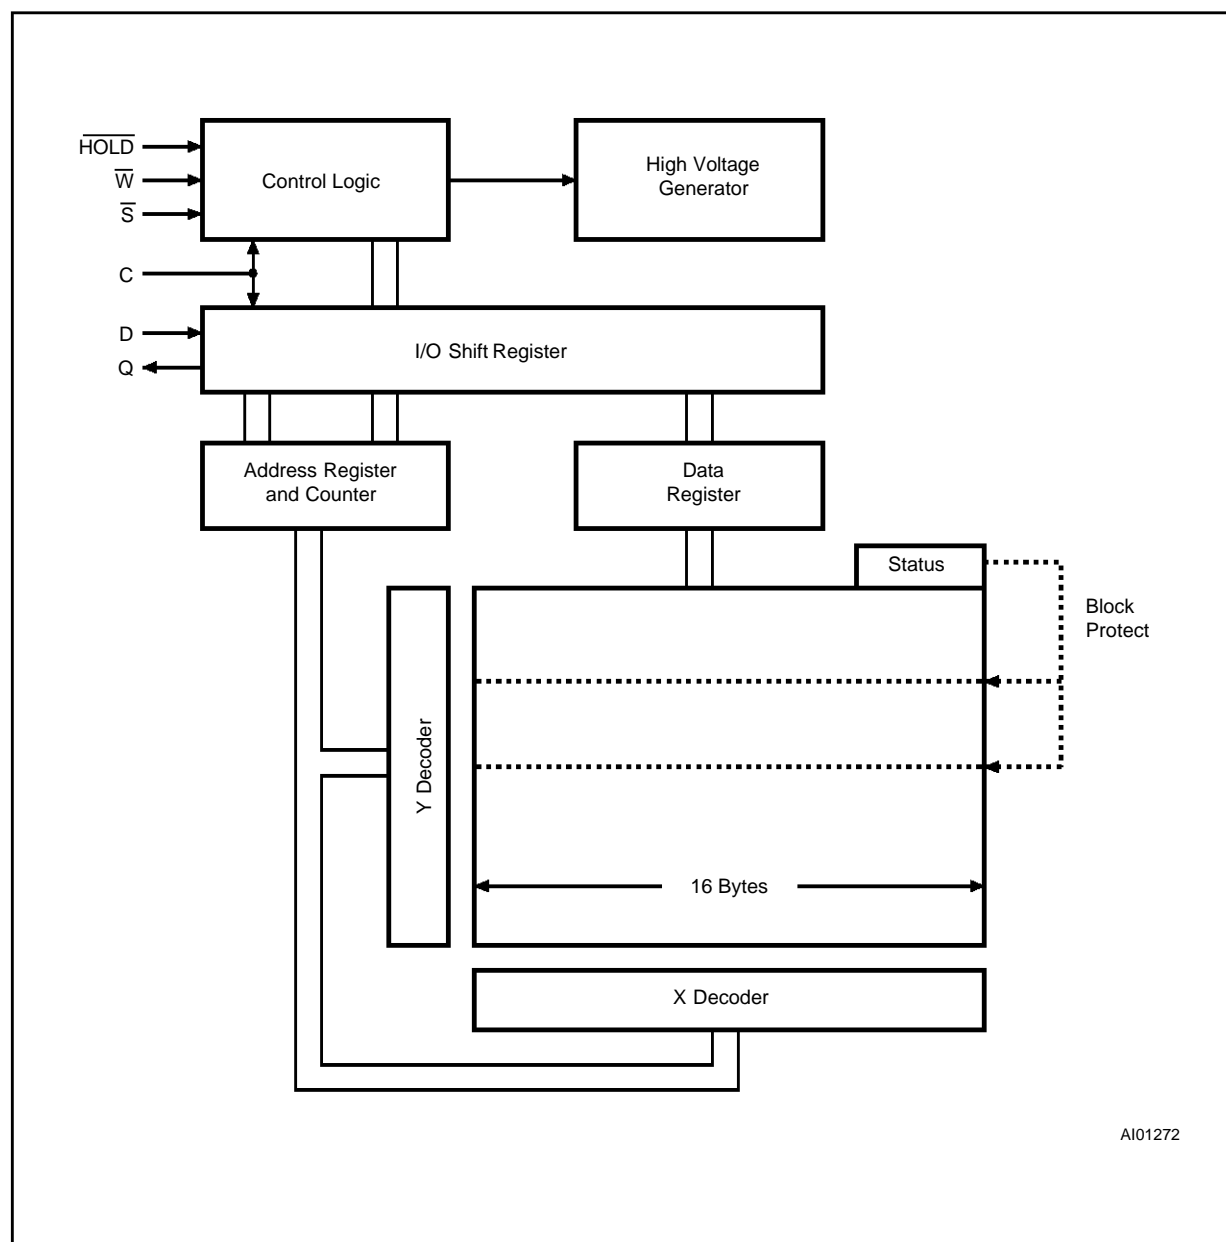 H̅O̅L̅D̅
W̅
S̅
C
D
Q
Control Logic
High Voltage
Generator
I/O Shift Register
Address Register
and Counter
Data
Register
Status
Block
Protect
Y Decoder
16 Bytes
X Decoder
AI01272